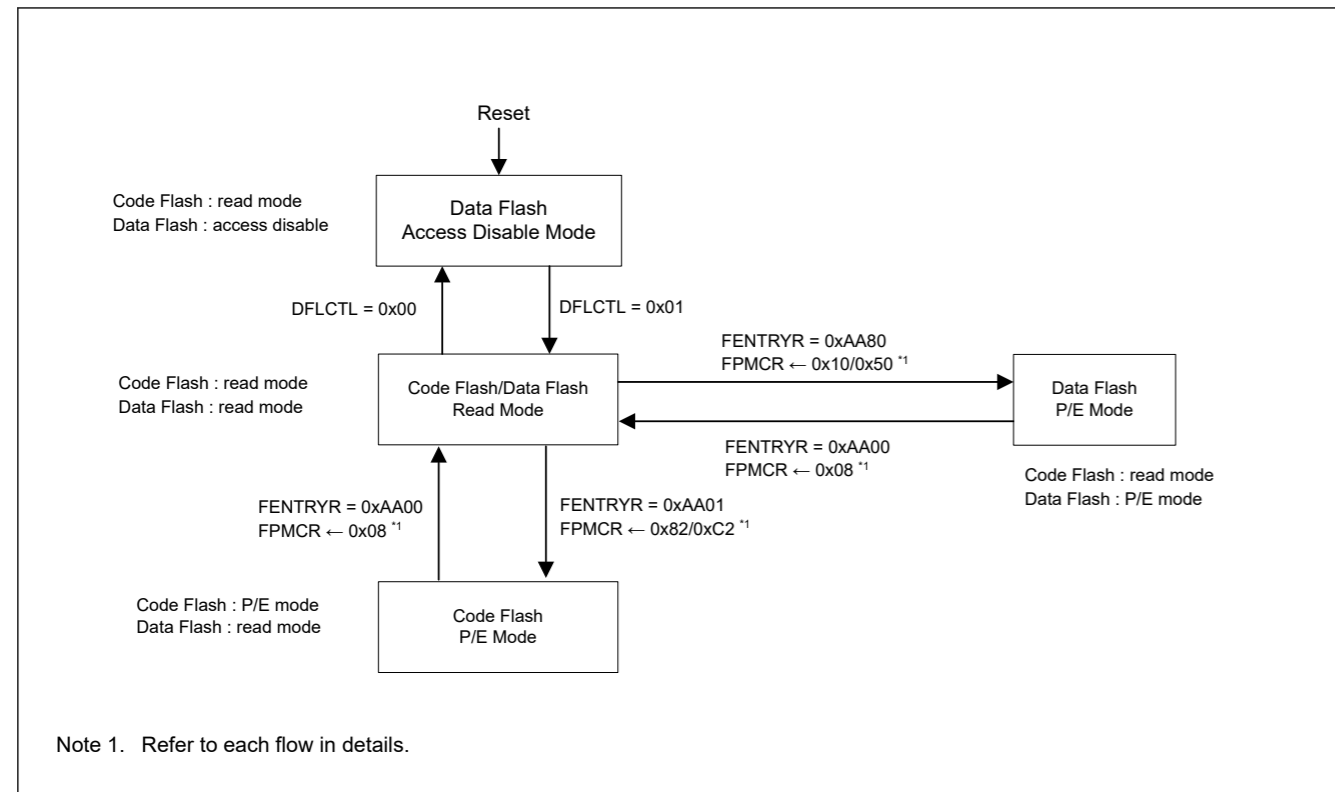 Reset
Code Flash : read mode
Data Flash : access disable
Data Flash
Access Disable Mode
DFLCTL = 0x00
DFLCTL = 0x01
FENTRYR = 0xAA80
FPMCR ← 0x10/0x50 *1
Code Flash : read mode
Data Flash : read mode
Code Flash/Data Flash
Read Mode
Data Flash
P/E Mode
FENTRYR = 0xAA00
FPMCR ← 0x08 *1
Code Flash : read mode
Data Flash : P/E mode
FENTRYR = 0xAA00
FPMCR ← 0x08 *1
FENTRYR = 0xAA01
FPMCR ← 0x82/0xC2 *1
Code Flash : P/E mode
Data Flash : read mode
Code Flash
P/E Mode
Note 1. Refer to each flow in details.